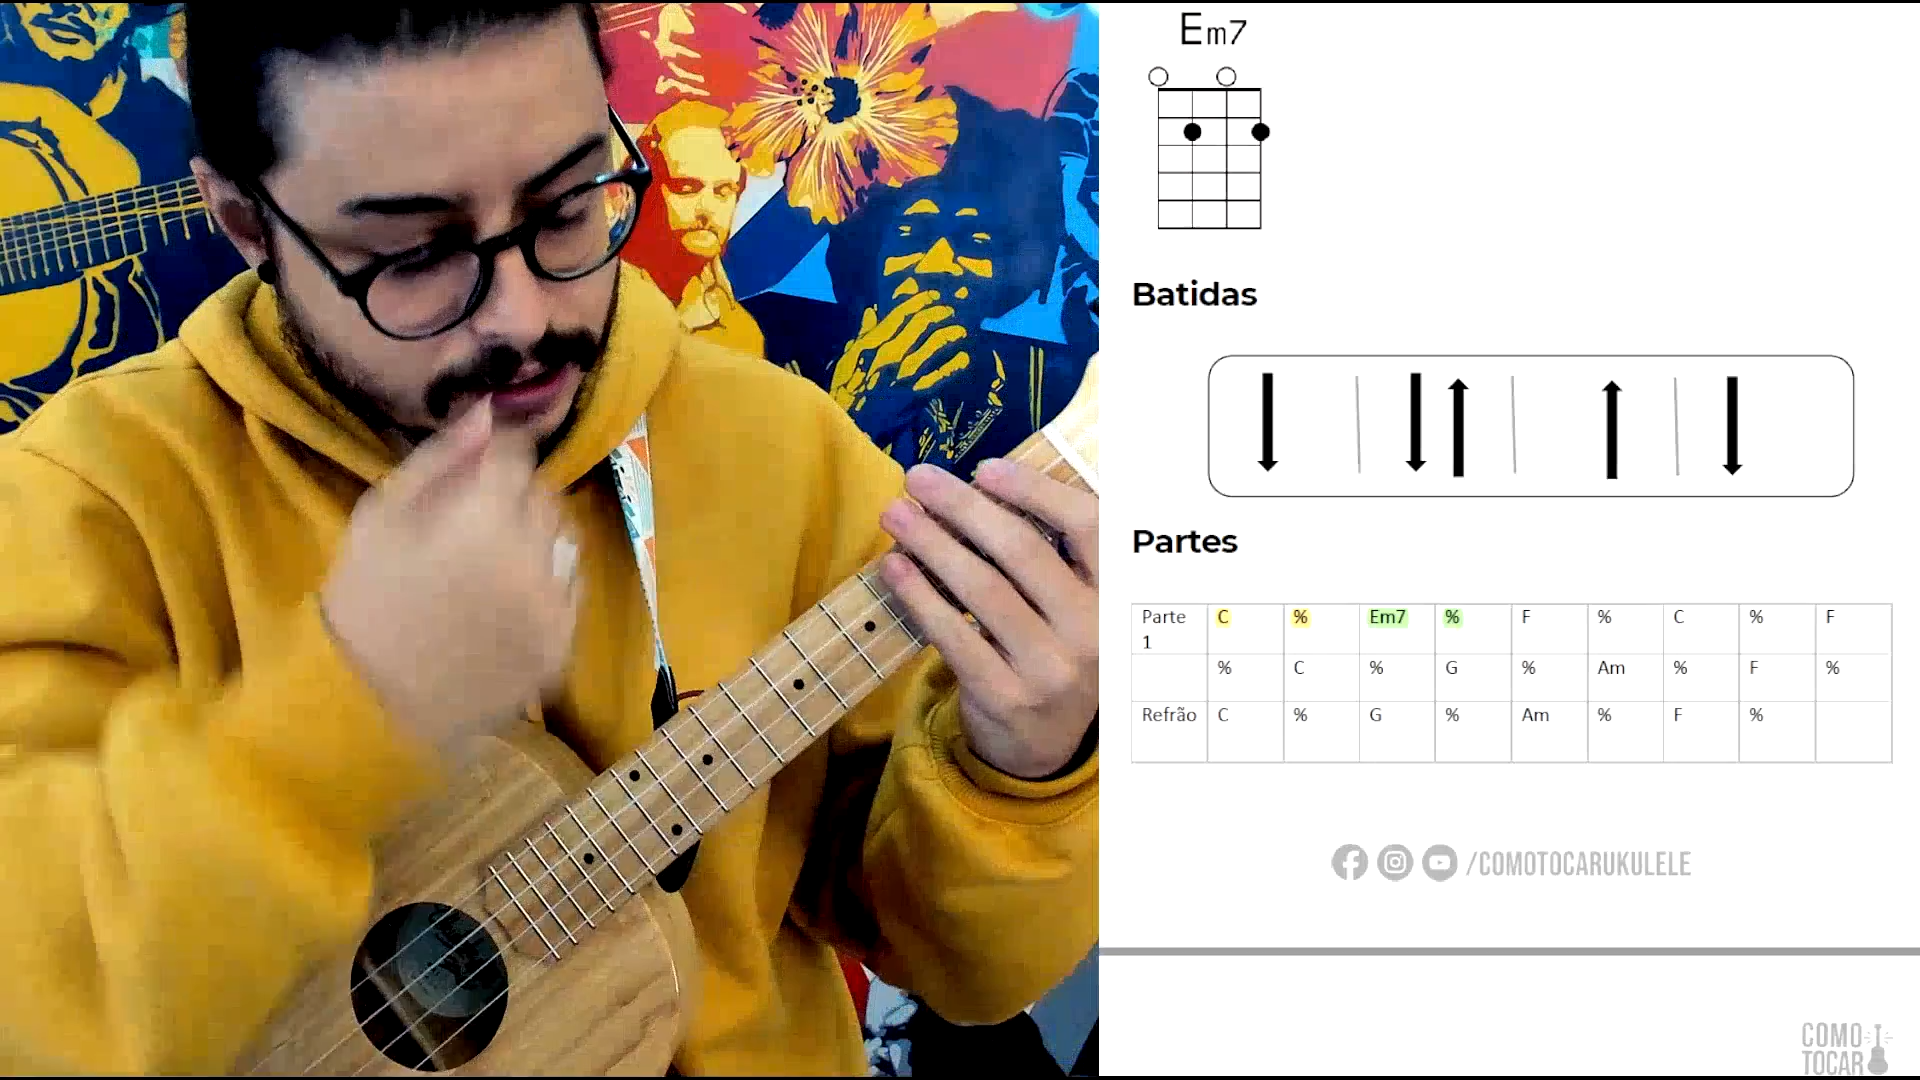 Em7
Batidas
Partes
Parte 1 C % Em7 % F % C % F
% C % G % Am % F %
Refrão C % G % Am % F %
/COMOTOCARUKULELE
COMO
TOCAR